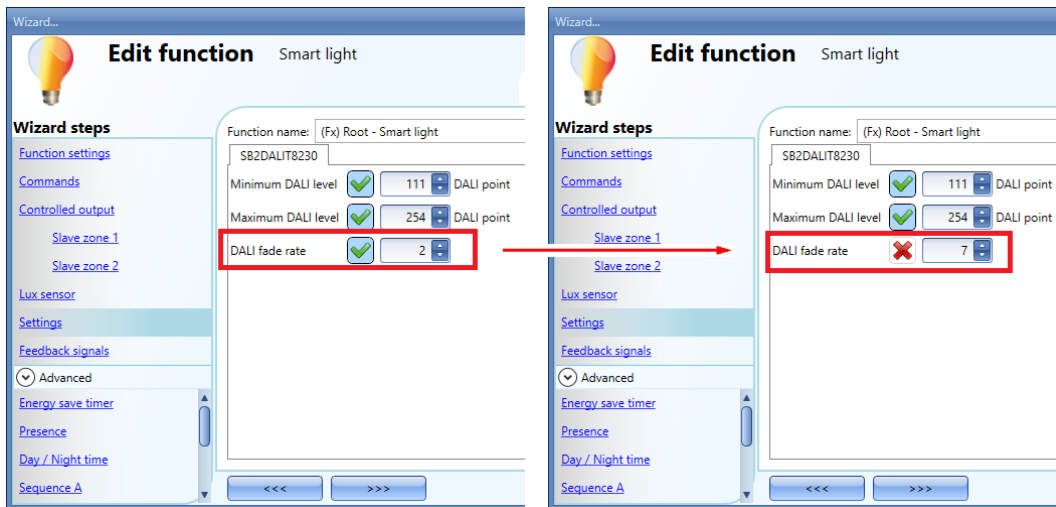 Wizard...
Edit function Smart light
Wizard steps
Function settings
Commands
Controlled output
Slave zone 1
Slave zone 2
Lux sensor
Settings
Feedback signals
Advanced
Energy save timer
Presence
Day / Night time
Sequence A
Function name: (Fx) Root - Smart light
SB2DALIT8230
Minimum DALI level 111 DALI point
Maximum DALI level 254 DALI point
DALI fade rate 2
<<< >>>
Wizard...
Edit function Smart light
Wizard steps
Function settings
Commands
Controlled output
Slave zone 1
Slave zone 2
Lux sensor
Settings
Feedback signals
Advanced
Energy save timer
Presence
Day / Night time
Sequence A
Function name: (Fx) Root - Smart light
SB2DALIT8230
Minimum DALI level 111 DALI point
Maximum DALI level 254 DALI point
DALI fade rate 7
<<< >>>